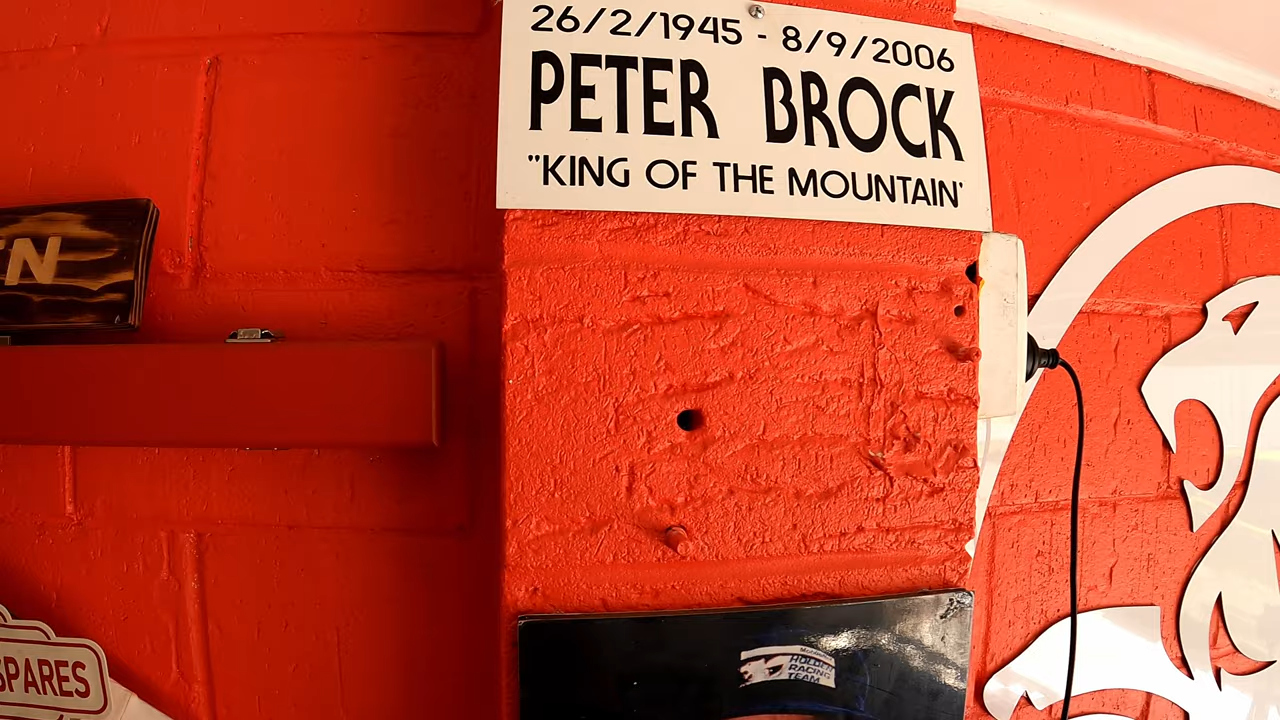 26/2/1945 - 8/9/2006
PETER BROCK
"KING OF THE MOUNTAIN'
SPARES
HOLDEN
RACING
TEAM